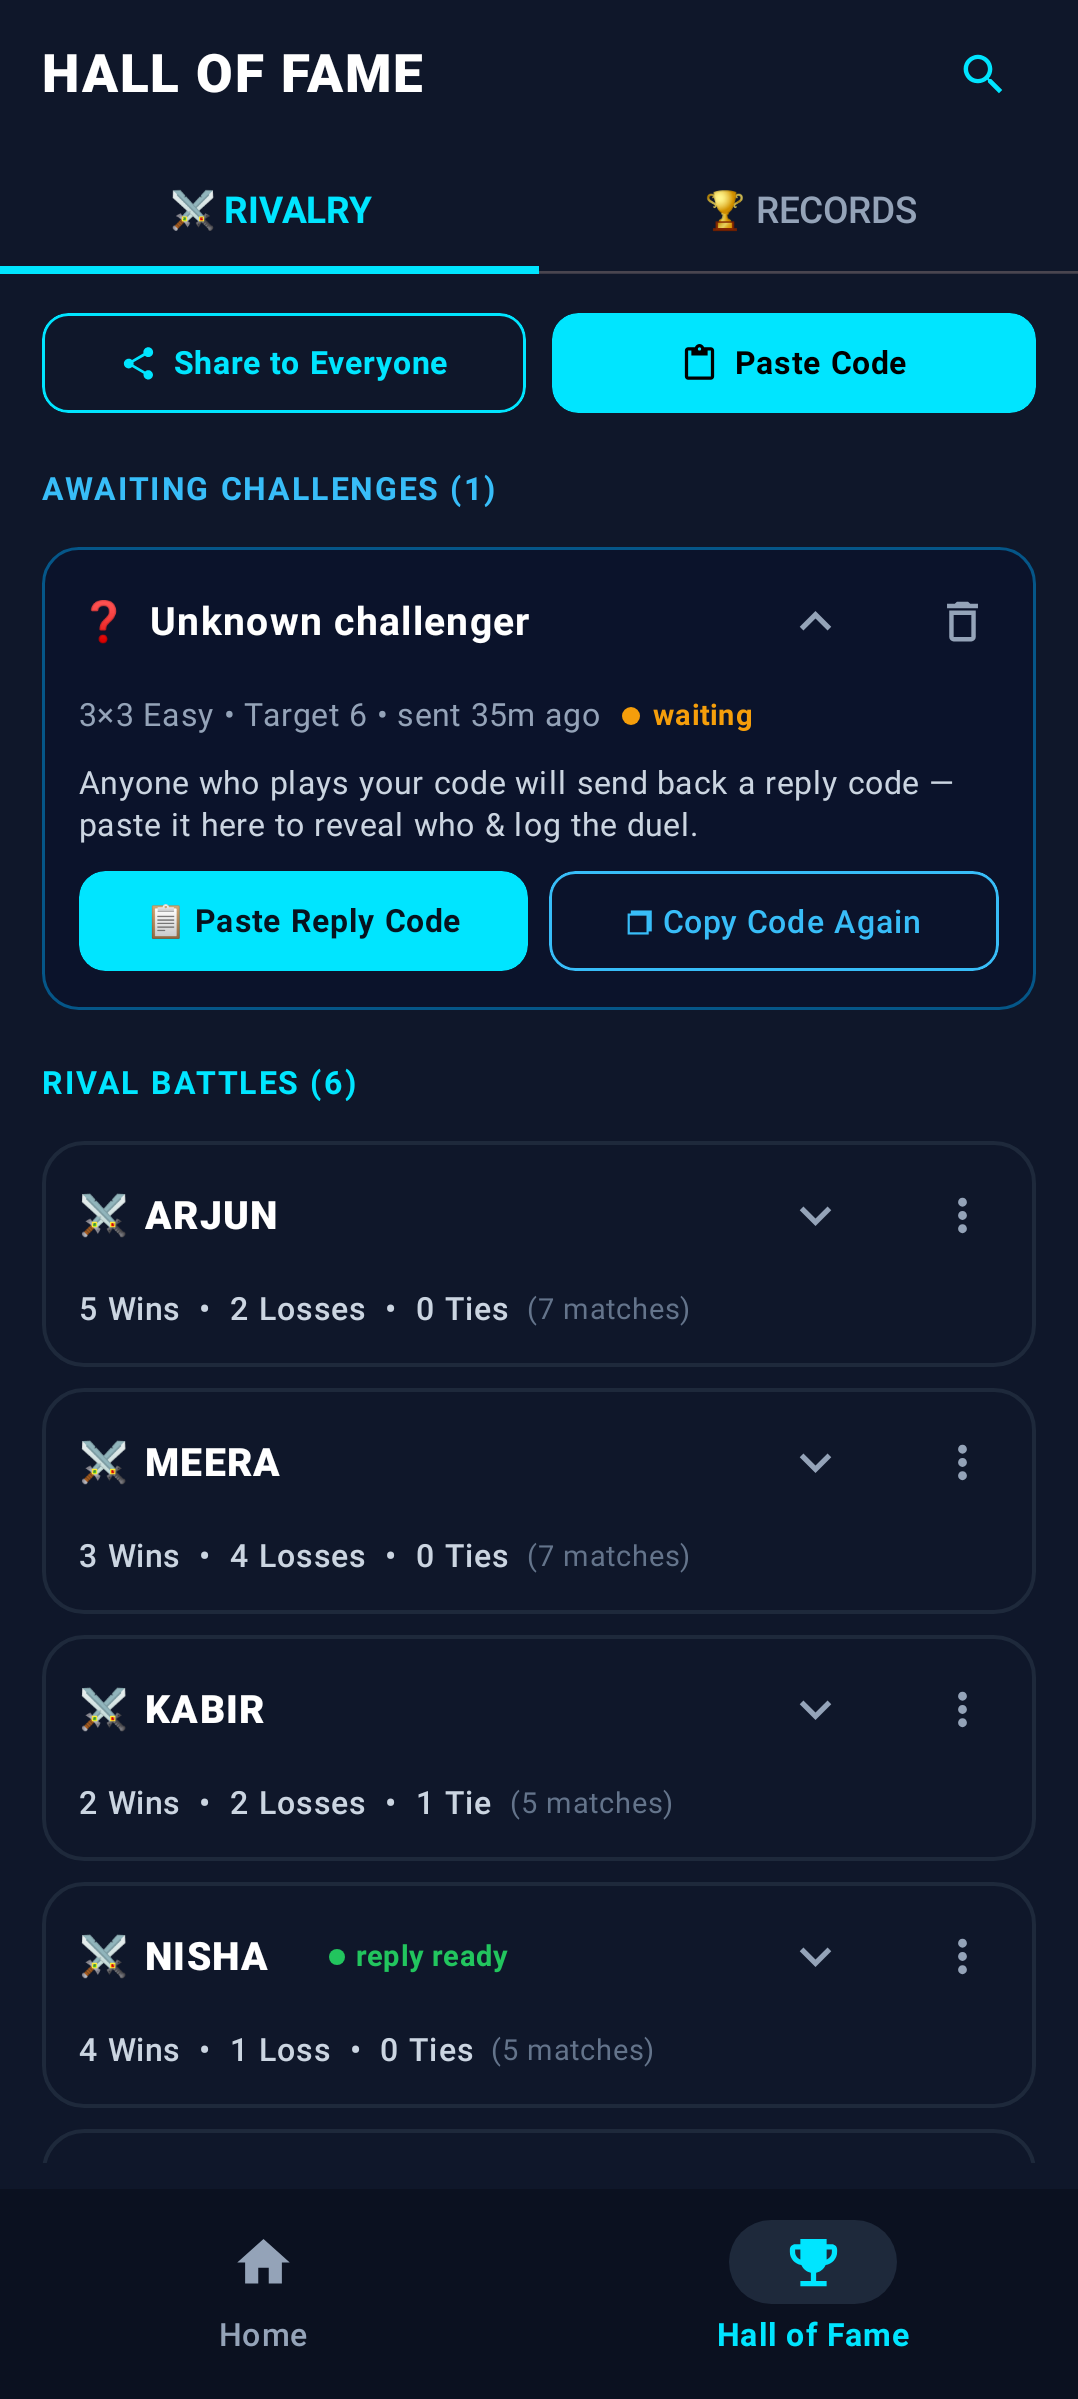 HALL OF FAME
⚔️ RIVALRY
🏆 RECORDS
Share to Everyone
Paste Code
AWAITING CHALLENGES (1)
❓ Unknown challenger
3×3 Easy • Target 6 • sent 35m ago ● waiting
Anyone who plays your code will send back a reply code —
paste it here to reveal who & log the duel.
📋 Paste Reply Code
❐ Copy Code Again
RIVAL BATTLES (6)
⚔️ ARJUN
5 Wins • 2 Losses • 0 Ties (7 matches)
⚔️ MEERA
3 Wins • 4 Losses • 0 Ties (7 matches)
⚔️ KABIR
2 Wins • 2 Losses • 1 Tie (5 matches)
⚔️ NISHA ● reply ready
4 Wins • 1 Loss • 0 Ties (5 matches)
Home
Hall of Fame